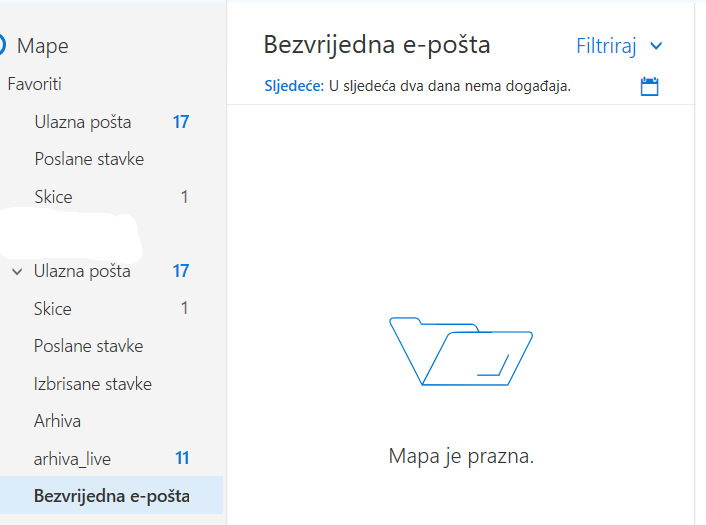 Mape
Favoriti
Ulazna pošta 17
Poslane stavke
Skice 1
Ulazna pošta 17
Skice 1
Poslane stavke
Izbrisane stavke
Arhiva
arhiva_live 11
Bezvrijedna e-pošta
Bezvrijedna e-pošta
Filtriraj
Sljedeće: U sljedeća dva dana nema događaja.
Mapa je prazna.